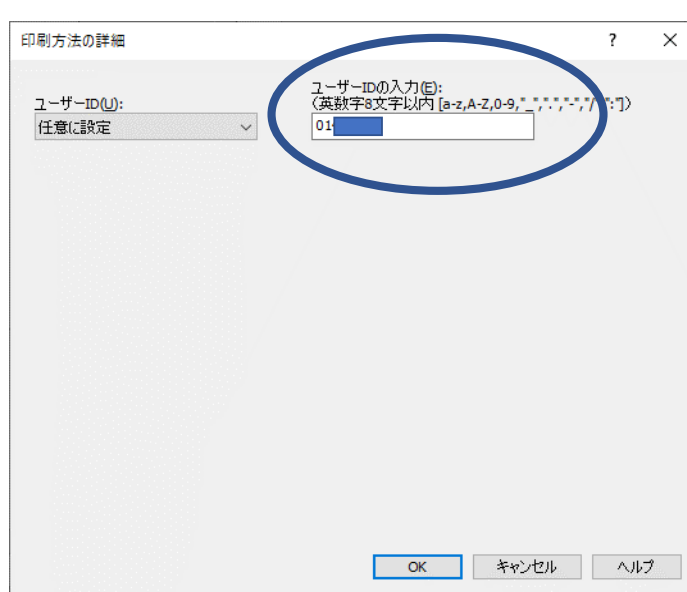 印刷方法の詳細
?
ユーザーIDの入力(E):
ユーザーID(U):
(英数字8文字以内 [a-z,A-Z,0-9,"_",".","-","/",":"])
任意に設定
01
OK
キャンセル
ヘルプ